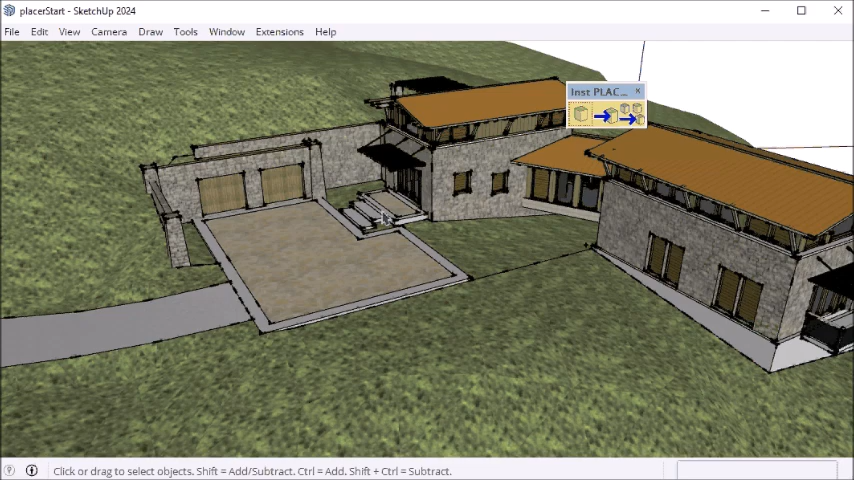 placerStart - SketchUp 2024
File Edit View Camera Draw Tools Window Extensions Help
Inst PLAC...
Click or drag to select objects. Shift = Add/Subtract. Ctrl = Add. Shift + Ctrl = Subtract.